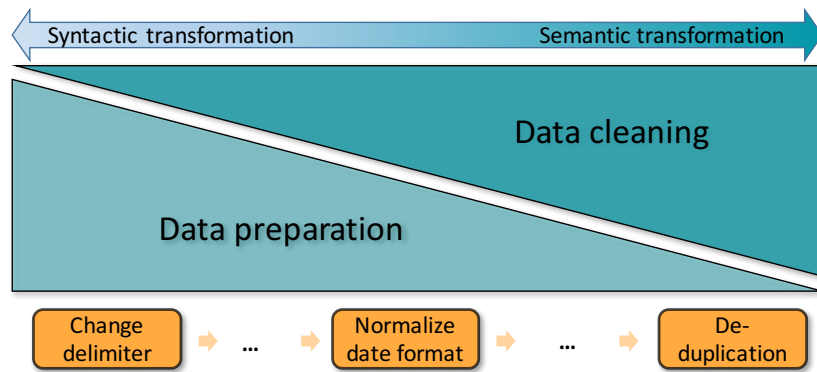 Syntactic transformation
Semantic transformation
Data cleaning
Data preparation
Change
delimiter
...
Normalize
date format
...
De-
duplication